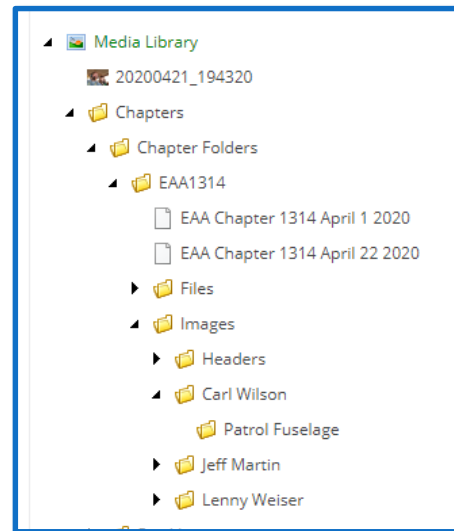 Media Library
20200421_194320
Chapters
Chapter Folders
EAA1314
EAA Chapter 1314 April 1 2020
EAA Chapter 1314 April 22 2020
Files
Images
Headers
Carl Wilson
Patrol Fuselage
Jeff Martin
Lenny Weiser